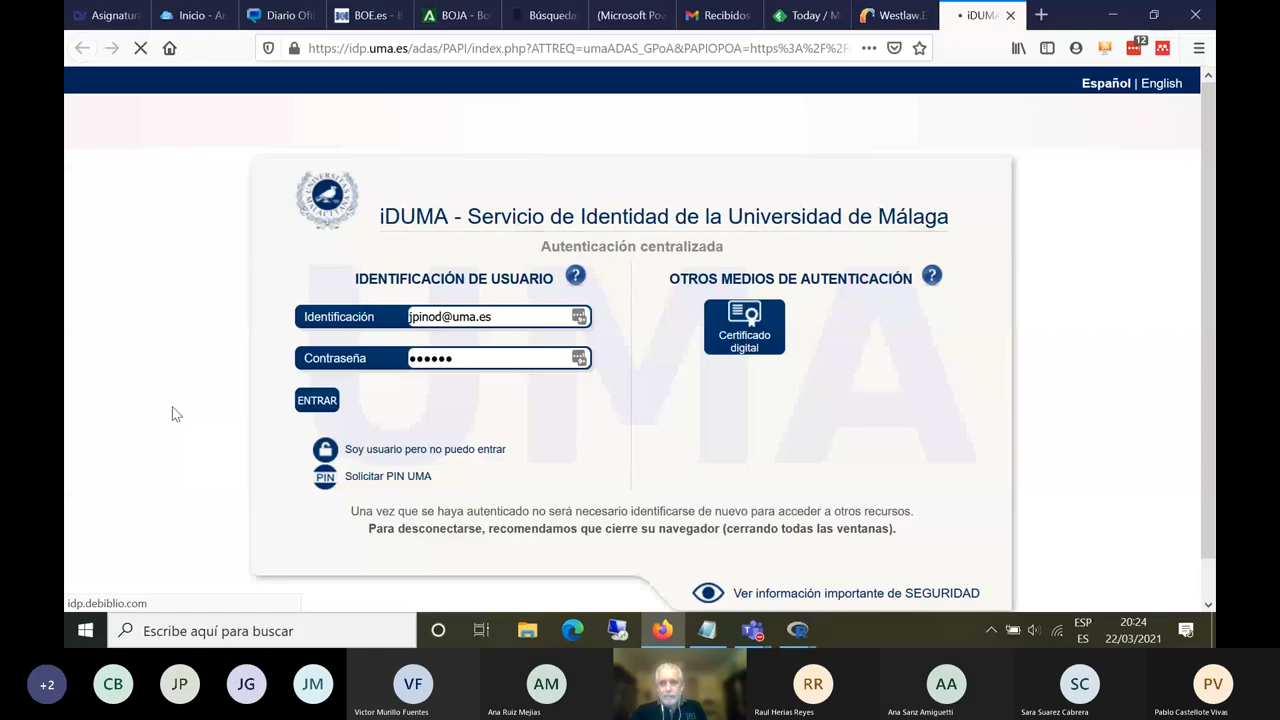 Asignatura
Inicio - A
Diario Ofi
BOE.es - B
BOJA - Bo
Búsqueda
(Microsoft Pow
Recibidos
Today / M
Westlaw.E
iDUMA
https://idp.uma.es/adas/PAPI/index.php?ATTREQ=umaADAS_GPoA&PAPIOPOA=https%3A%2F%2F
12
Español | English
iDUMA - Servicio de Identidad de la Universidad de Málaga
Autenticación centralizada
IDENTIFICACIÓN DE USUARIO ?
OTROS MEDIOS DE AUTENTICACIÓN ?
Identificación jpinod@uma.es
Certificado
digital
Contraseña ••••••
ENTRAR
Soy usuario pero no puedo entrar
PIN Solicitar PIN UMA
Una vez que se haya autenticado no será necesario identificarse de nuevo para acceder a otros recursos.
Para desconectarse, recomendamos que cierre su navegador (cerrando todas las ventanas).
Ver información importante de SEGURIDAD
idp.debiblio.com
Escribe aquí para buscar
ESP
ES
20:24
22/03/2021
+2
CB
JP
JG
JM
VF
AM
RR
AA
SC
PV
Victor Murillo Fuentes
Ana Ruiz Mejias
Raul Herias Reyes
Ana Sanz Amiguetti
Sara Suarez Cabrera
Pablo Castellote Vivas